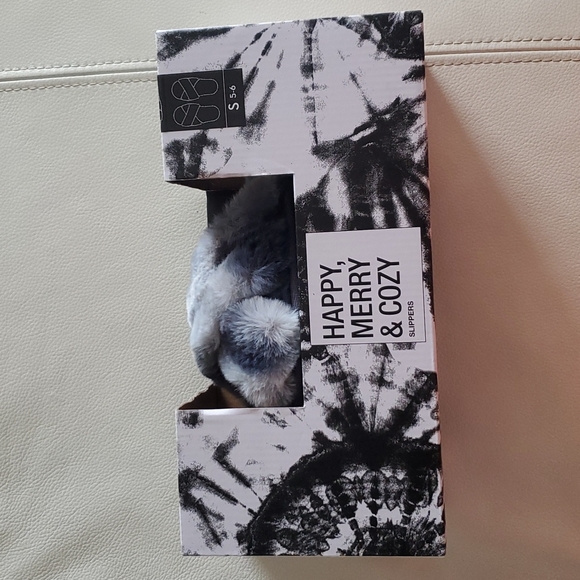 S 5-6
HAPPY,
MERRY
& COZY
SLIPPERS